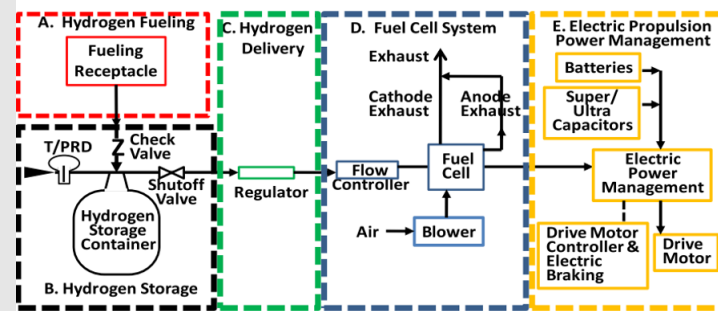 A. Hydrogen Fueling
Fueling
Receptacle
T/PRD
Check
Valve
Shutoff
Valve
Hydrogen
Storage
Container
B. Hydrogen Storage
C. Hydrogen
Delivery
Regulator
D. Fuel Cell System
Exhaust
Cathode
Exhaust
Anode
Exhaust
Flow
Controller
Fuel
Cell
Air
Blower
E. Electric Propulsion
Power Management
Batteries
Super/
Ultra
Capacitors
Electric
Power
Management
Drive Motor
Controller &
Electric
Braking
Drive
Motor